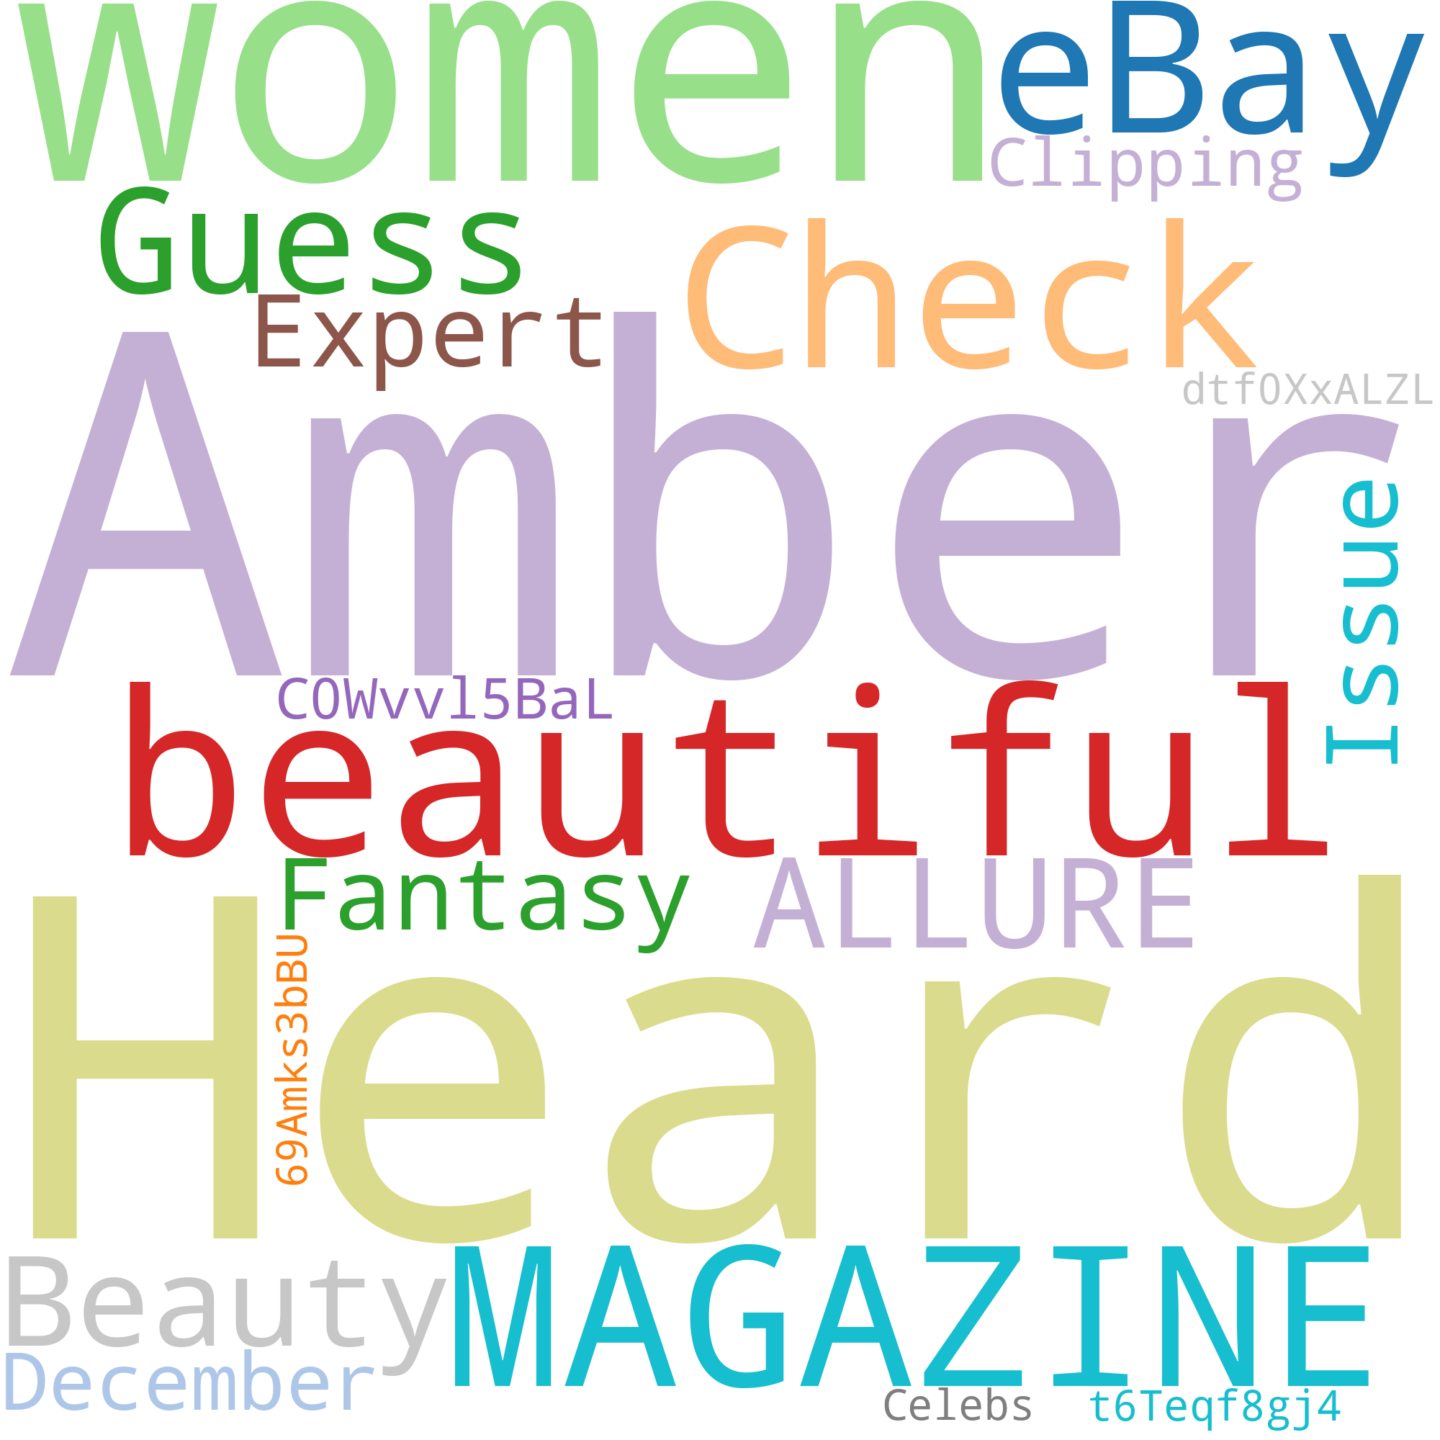 women
eBay
Clipping
Guess
Check
Expert
dtf0XxALZL
Amber
Issue
C0Wvvl5BaL
beautiful
Fantasy
ALLURE
69Amks3bBU
Heard
Beauty
MAGAZINE
December
Celebs
t6Teqf8gj4